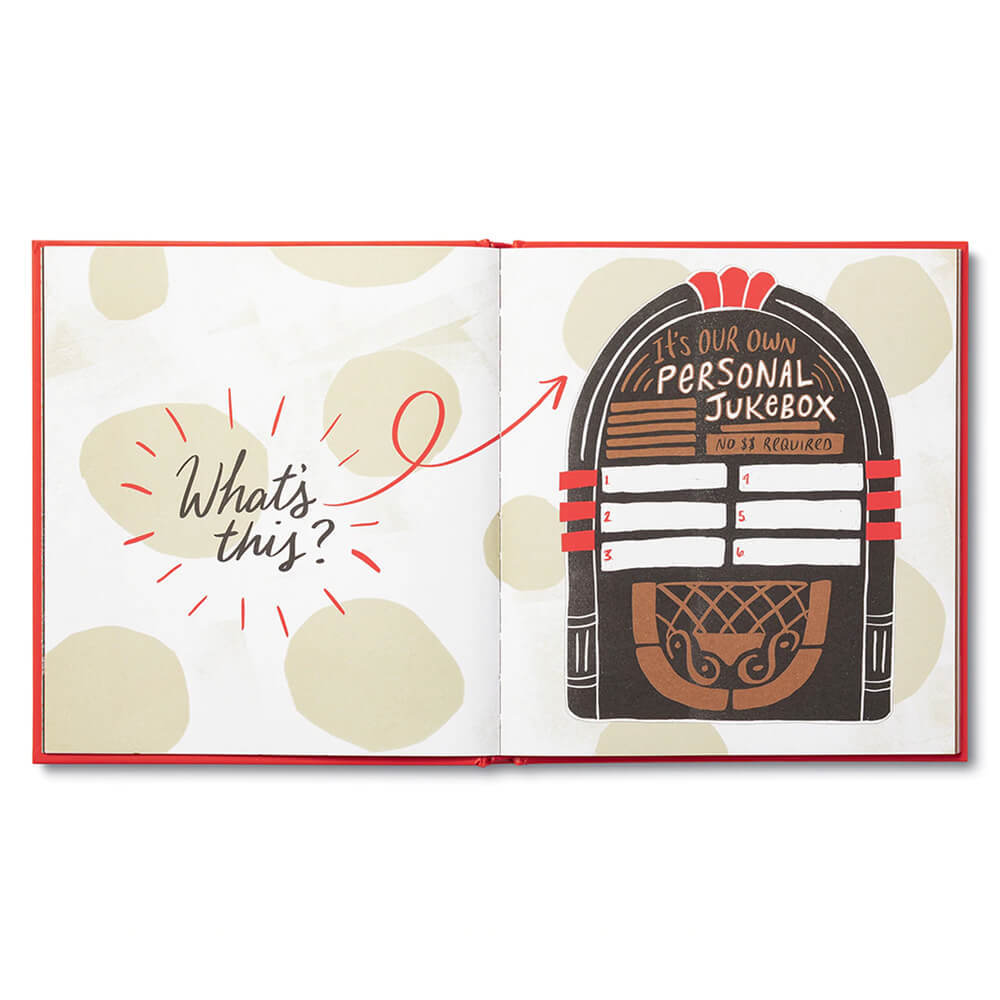 What's
this?
It's OUR OWN
PERSONAL
JUKEBOX
NO $$ REQUIRED
1.
2
3.
4
5.
6